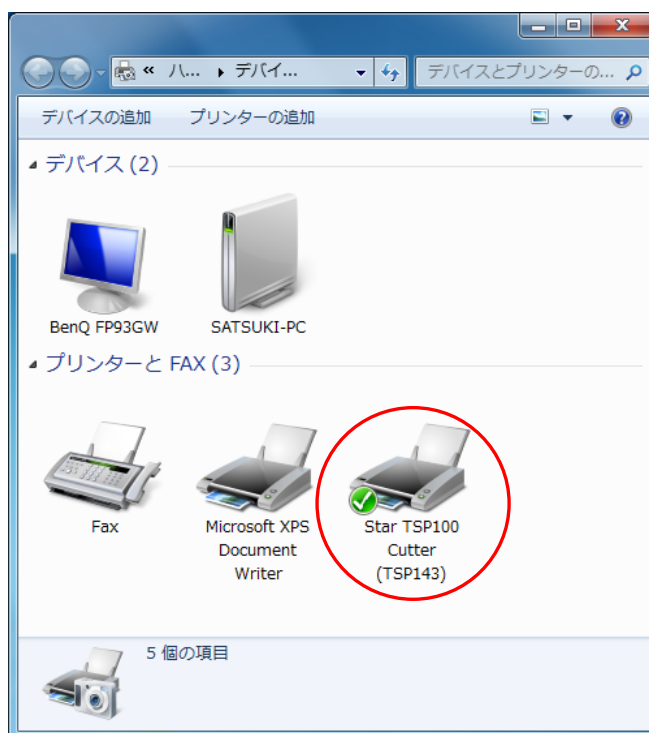 « ハ... ▸ デバイ... デバイスとプリンターの...
デバイスの追加 プリンターの追加
デバイス (2)
BenQ FP93GW SATSUKI-PC
プリンターと FAX (3)
Fax Microsoft XPS Star TSP100
Document Cutter
Writer (TSP143)
5 個の項目